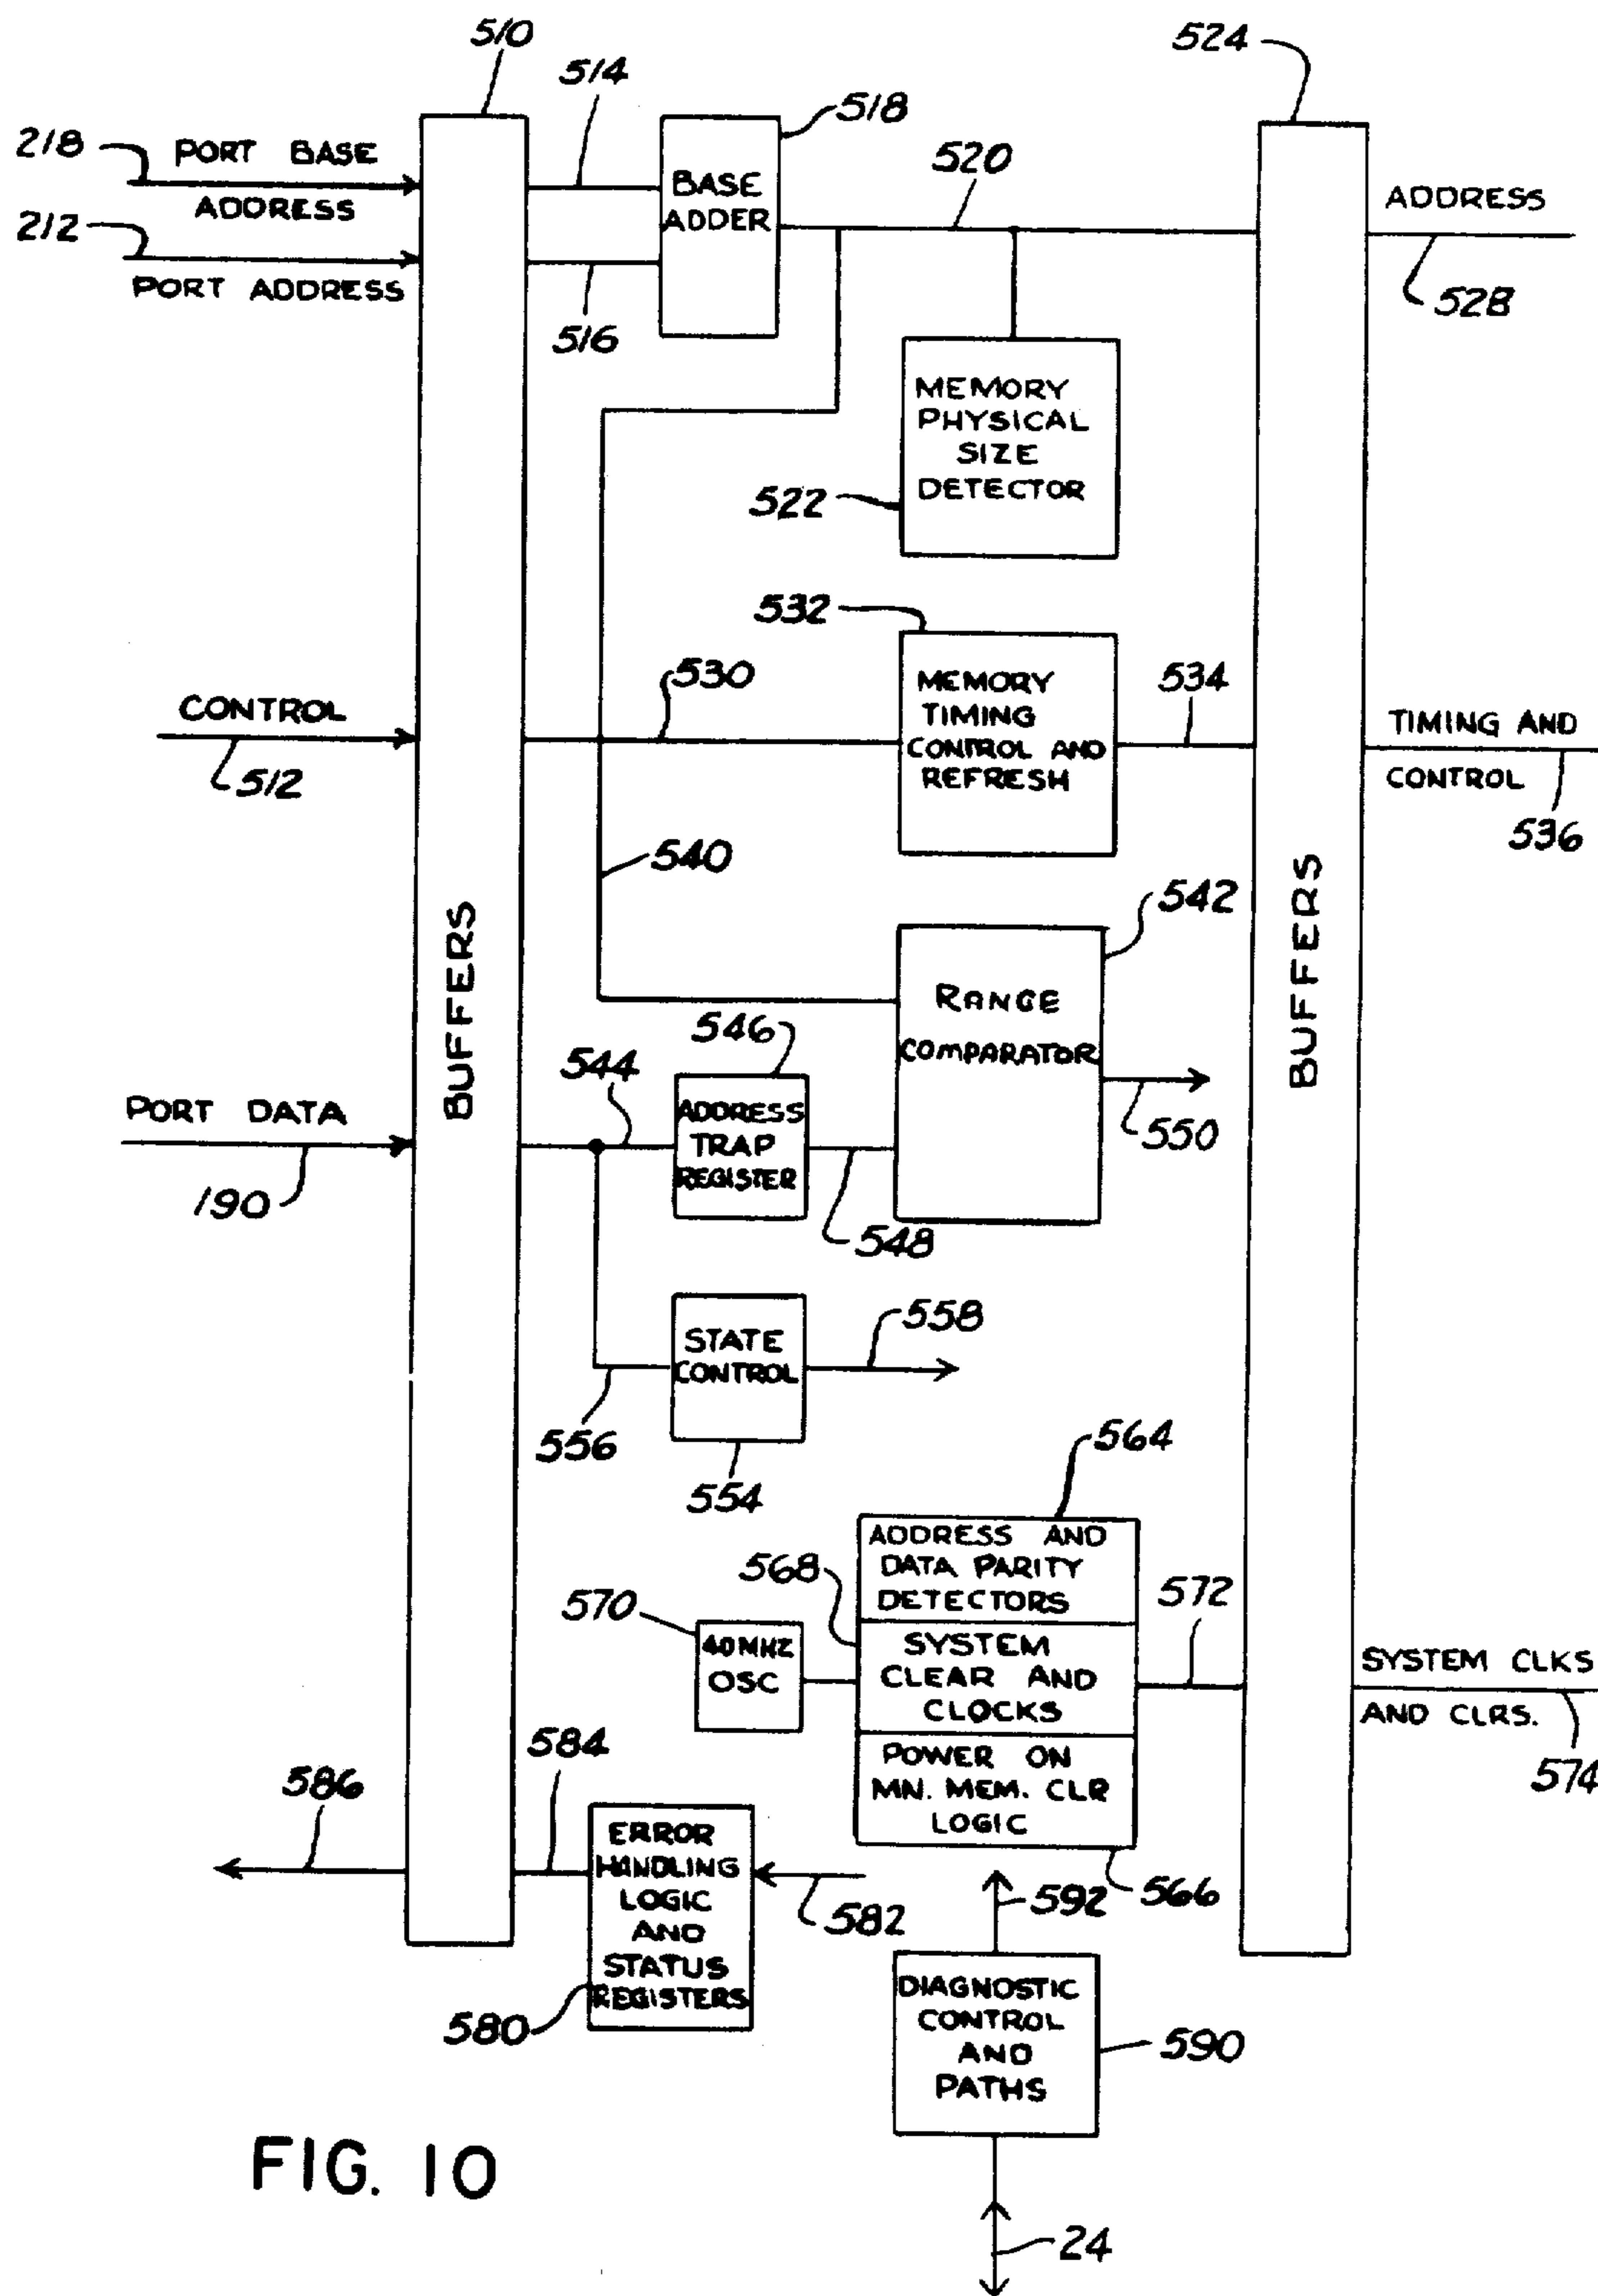 510
524
514
518
218
PORT BASE
ADDRESS
520
BASE
ADDER
ADDRESS
212
PORT ADDRESS
516
528
MEMORY
PHYSICAL
SIZE
DETECTOR
522
532
530
MEMORY
TIMING
CONTROL AND
REFRESH
534
CONTROL
512
TIMING AND
CONTROL
536
540
542
BUFFERS
BUFFERS
RANGE
COMPARATOR
546
544
PORT DATA
190
ADDRESS
TRAP
REGISTER
550
548
558
STATE
CONTROL
556
554
564
ADDRESS AND
DATA PARITY
DETECTORS
568
570
572
40 MHZ
OSC
SYSTEM
CLEAR AND
CLOCKS
SYSTEM CLKS
AND CLRS.
574
584
586
POWER ON
MN. MEM. CLR
LOGIC
566
ERROR
HANDLING
LOGIC
AND
STATUS
REGISTERS
580
582
592
DIAGNOSTIC
CONTROL
AND
PATHS
590
24
FIG. 10